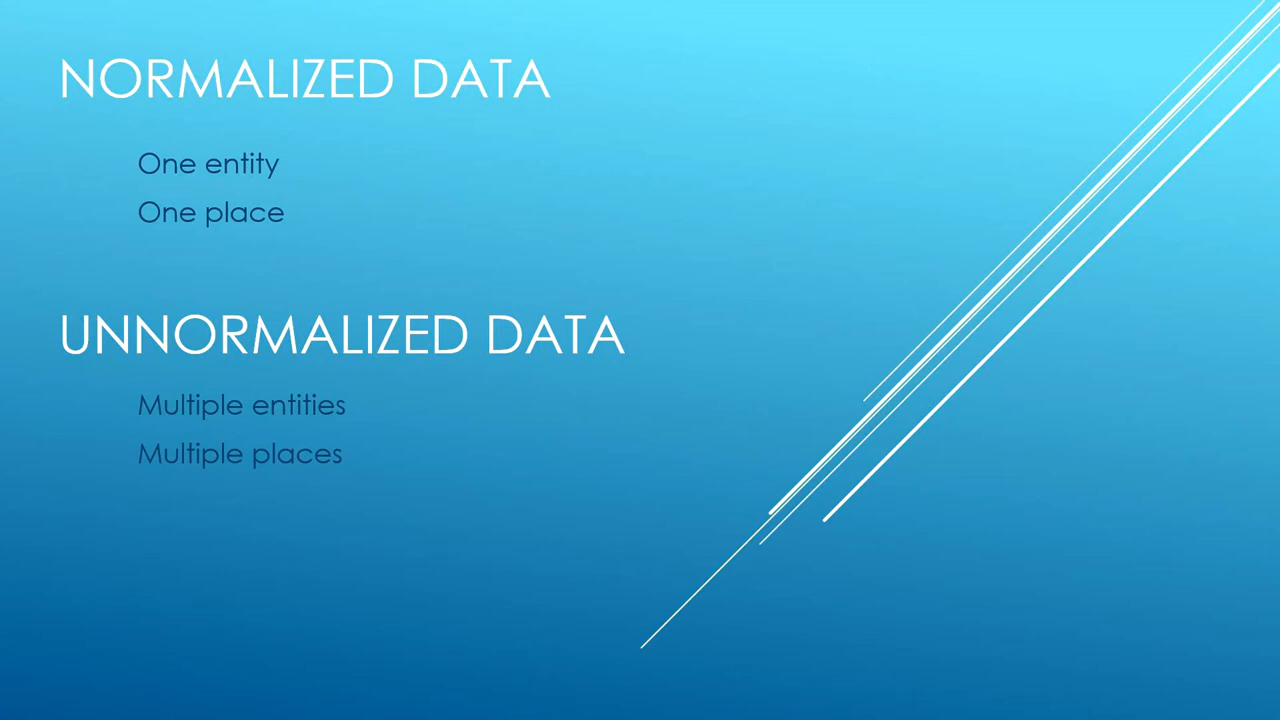 NORMALIZED DATA
One entity
One place
UNNORMALIZED DATA
Multiple entities
Multiple places